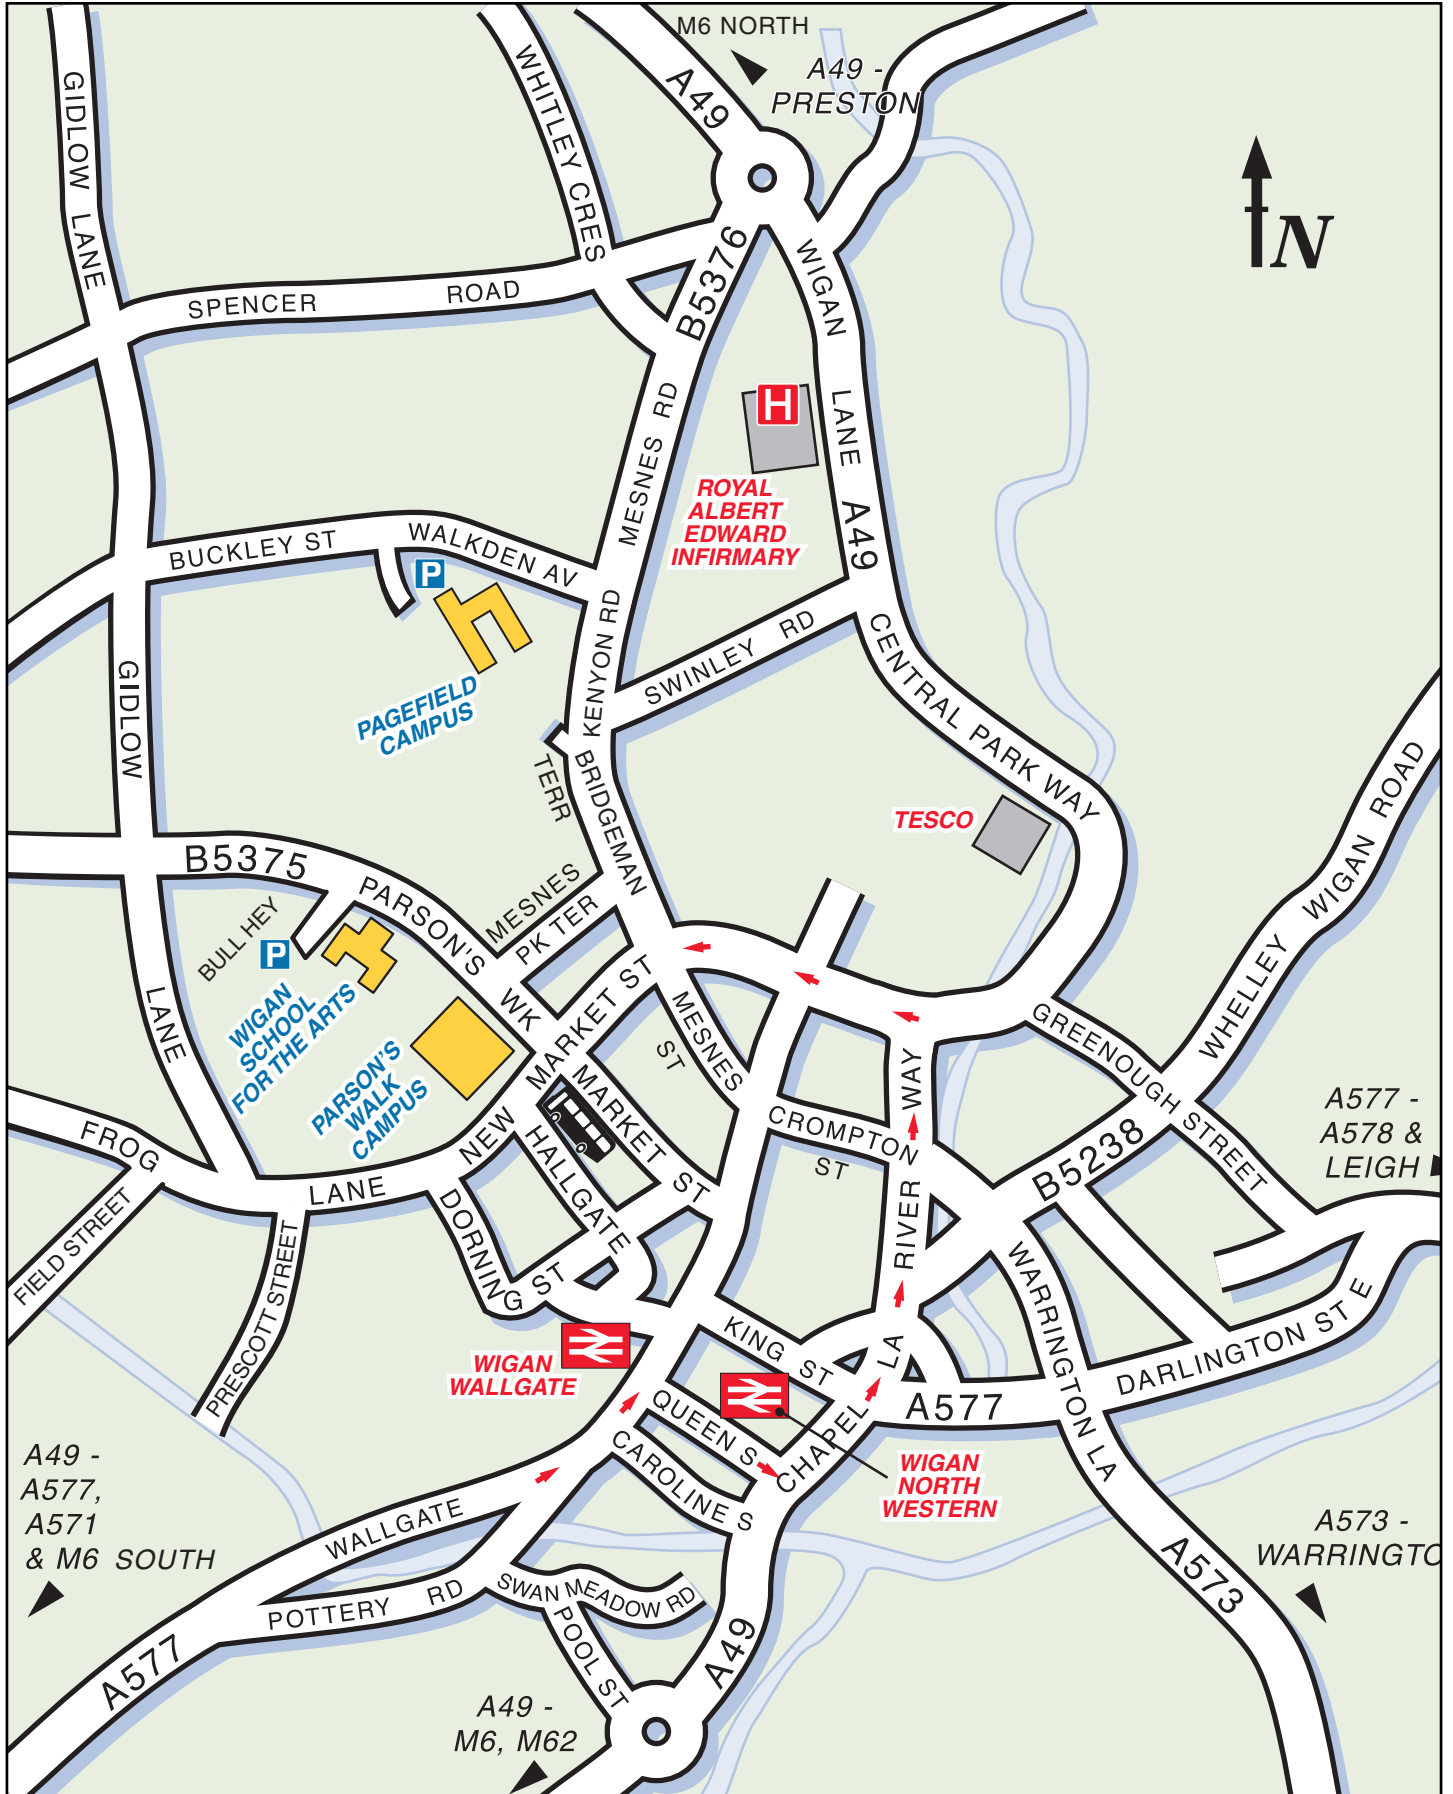 M6 NORTH
A49 -
PRESTON
A49
GIDLOW LANE
WHITLEY CRES
N
B5376
WIGAN LANE A49
SPENCER ROAD
H
MESNES RD
ROYAL
ALBERT
EDWARD
INFIRMARY
BUCKLEY ST
WALKDEN AV
P
PAGEFIELD
CAMPUS
KENYON RD
SWINLEY RD
CENTRAL PARK WAY
GIDLOW LANE
TERR
BRIDGEMAN
TESCO
WHELLEY WIGAN ROAD
B5375
PARSON'S WK
MESNES
PK TER
BULL HEY
P
WIGAN
SCHOOL
FOR THE ARTS
PARSON'S
WALK
CAMPUS
NEW MARKET ST
MESNES
ST
MARKET ST
HALLGATE
CROMPTON
ST
RIVER WAY
GREENOUGH STREET
B5238
A577 -
A578 &
LEIGH
FROG LANE
FIELD STREET
PRESCOTT STREET
DORNING ST
WIGAN
WALLGATE
KING ST
QUEEN S
CHAPEL LA
CAROLINE S
A577
WARRINGTON LA
DARLINGTON ST E
WIGAN
NORTH
WESTERN
A49 -
A577,
A571
& M6 SOUTH
WALLGATE
POTTERY RD
SWAN MEADOW RD
POOL ST
A577
A49
A49 -
M6, M62
A573
A573 -
WARRINGTO